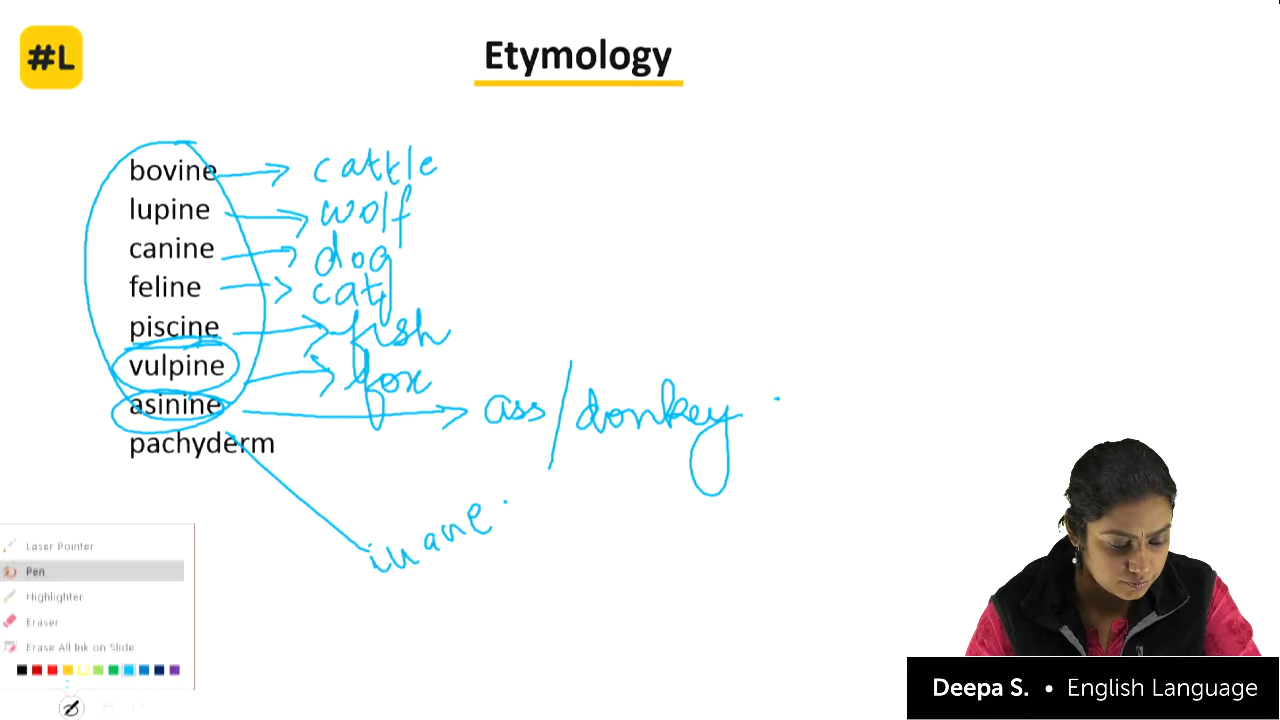 #L
Etymology
bovine → cattle
lupine → wolf
canine → dog
feline → cat
piscine → fish
vulpine → fox
asinine → ass/donkey
pachyderm
inane
Laser Pointer
Pen
Highlighter
Eraser
Erase All Ink on Slide
Deepa S. • English Language